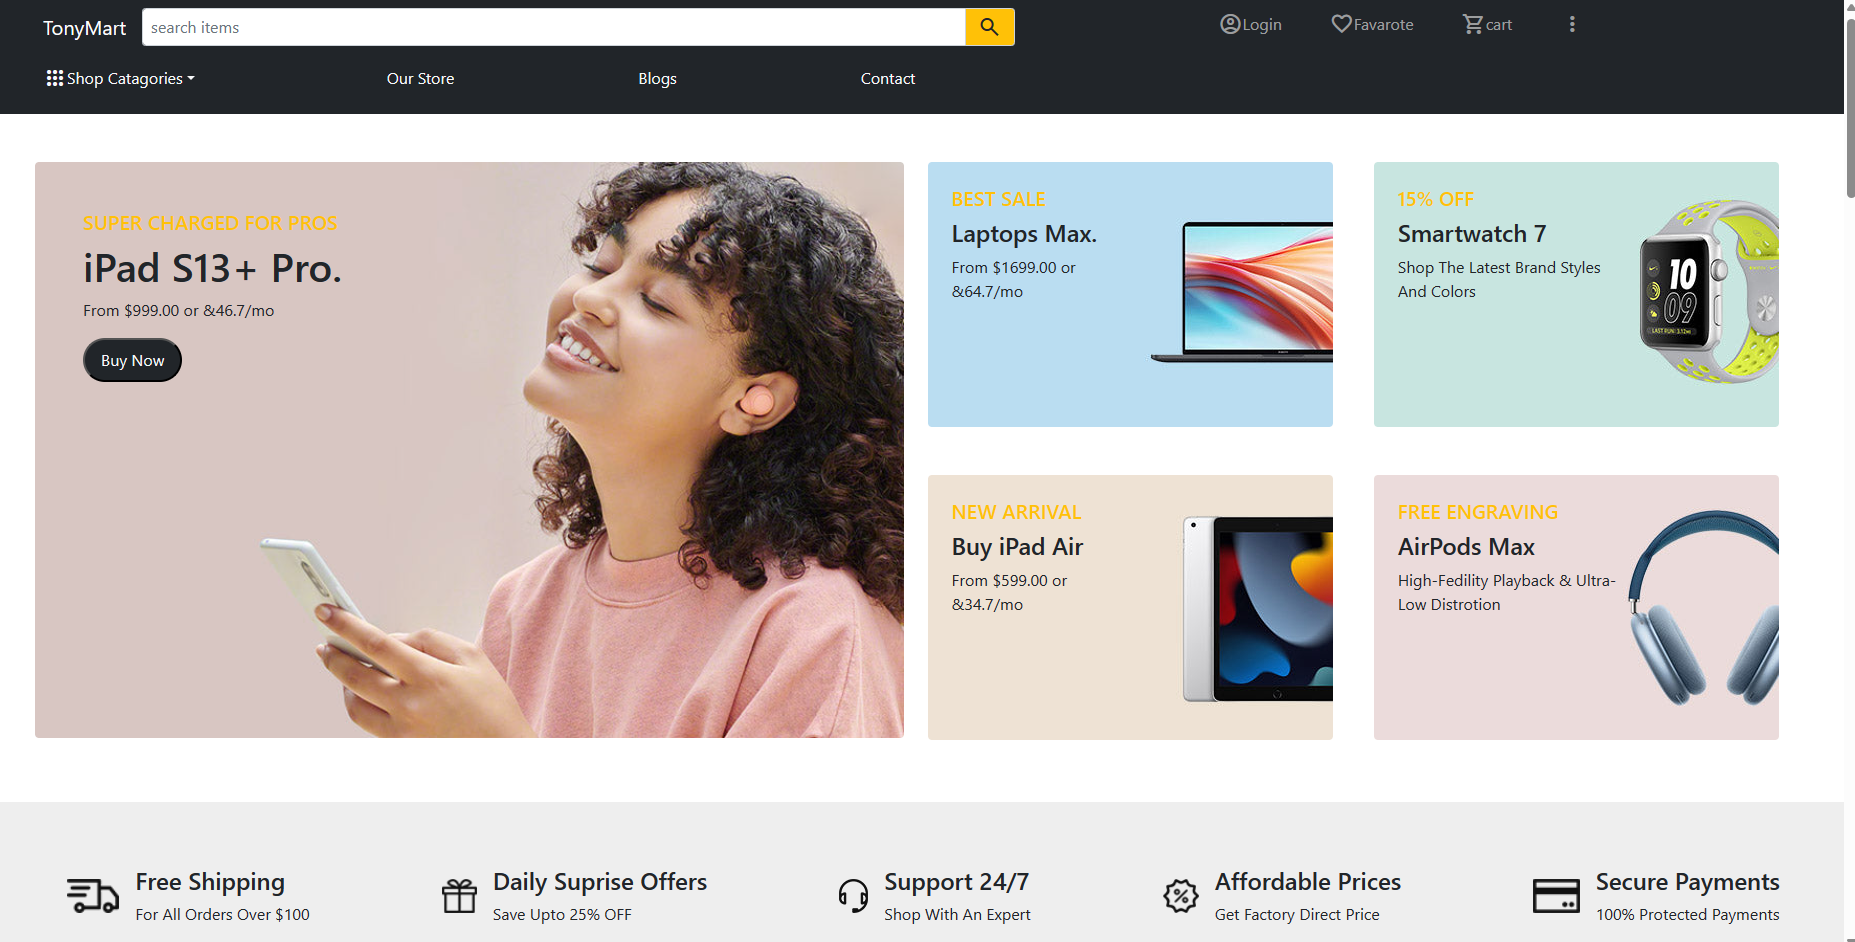 TonyMart
search items
Login
Favarote
cart
Shop Catagories
Our Store
Blogs
Contact
SUPER CHARGED FOR PROS
iPad S13+ Pro.
From $999.00 or &46.7/mo
Buy Now
BEST SALE
Laptops Max.
From $1699.00 or
&64.7/mo
15% OFF
Smartwatch 7
Shop The Latest Brand Styles
And Colors
10
09
LAST RUN: 3.12mi
NEW ARRIVAL
Buy iPad Air
From $599.00 or
&34.7/mo
FREE ENGRAVING
AirPods Max
High-Fedility Playback & Ultra-
Low Distrotion
Free Shipping
For All Orders Over $100
Daily Suprise Offers
Save Upto 25% OFF
Support 24/7
Shop With An Expert
Affordable Prices
Get Factory Direct Price
Secure Payments
100% Protected Payments